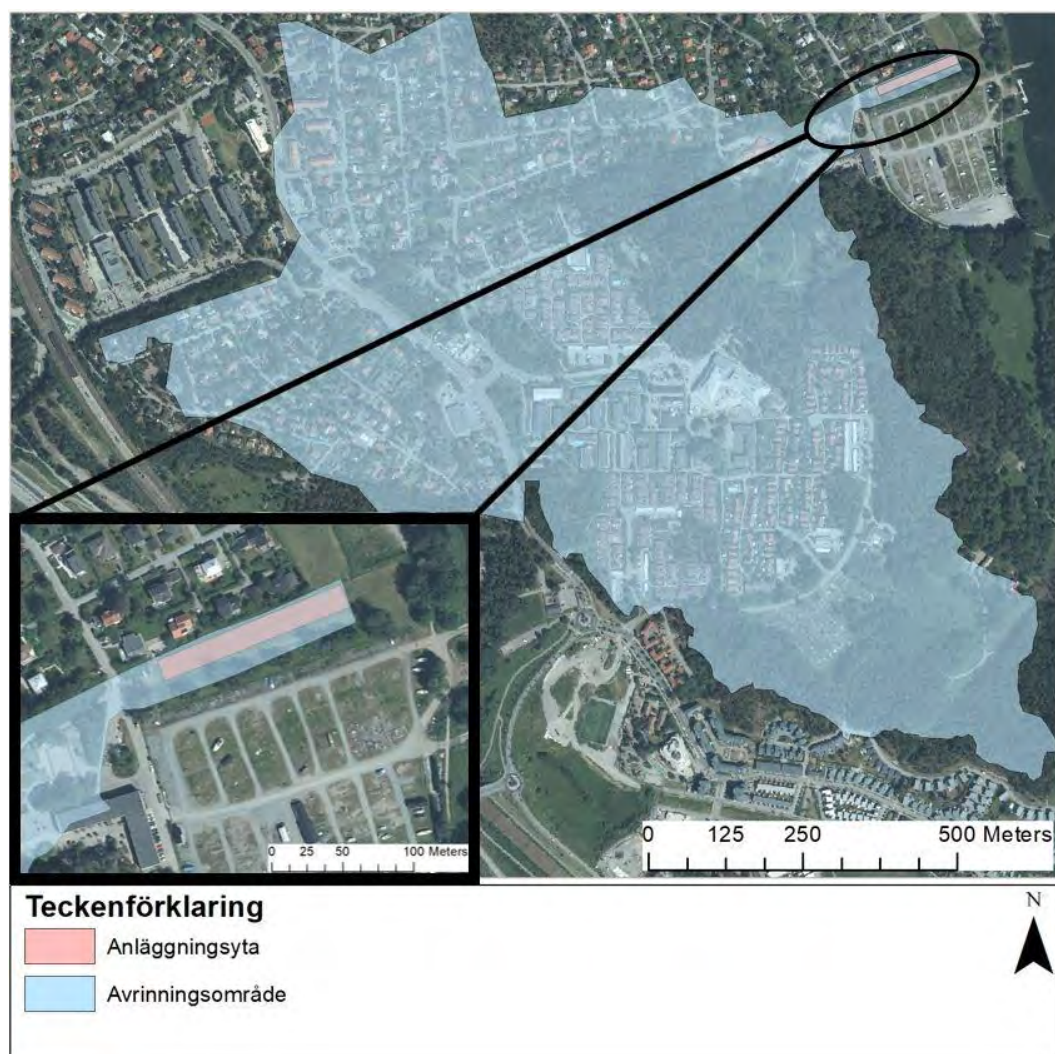 0 125 250 500 Meters
0 25 50 100 Meters
Teckenförklaring
Anläggningsyta
Avrinningsområde
N